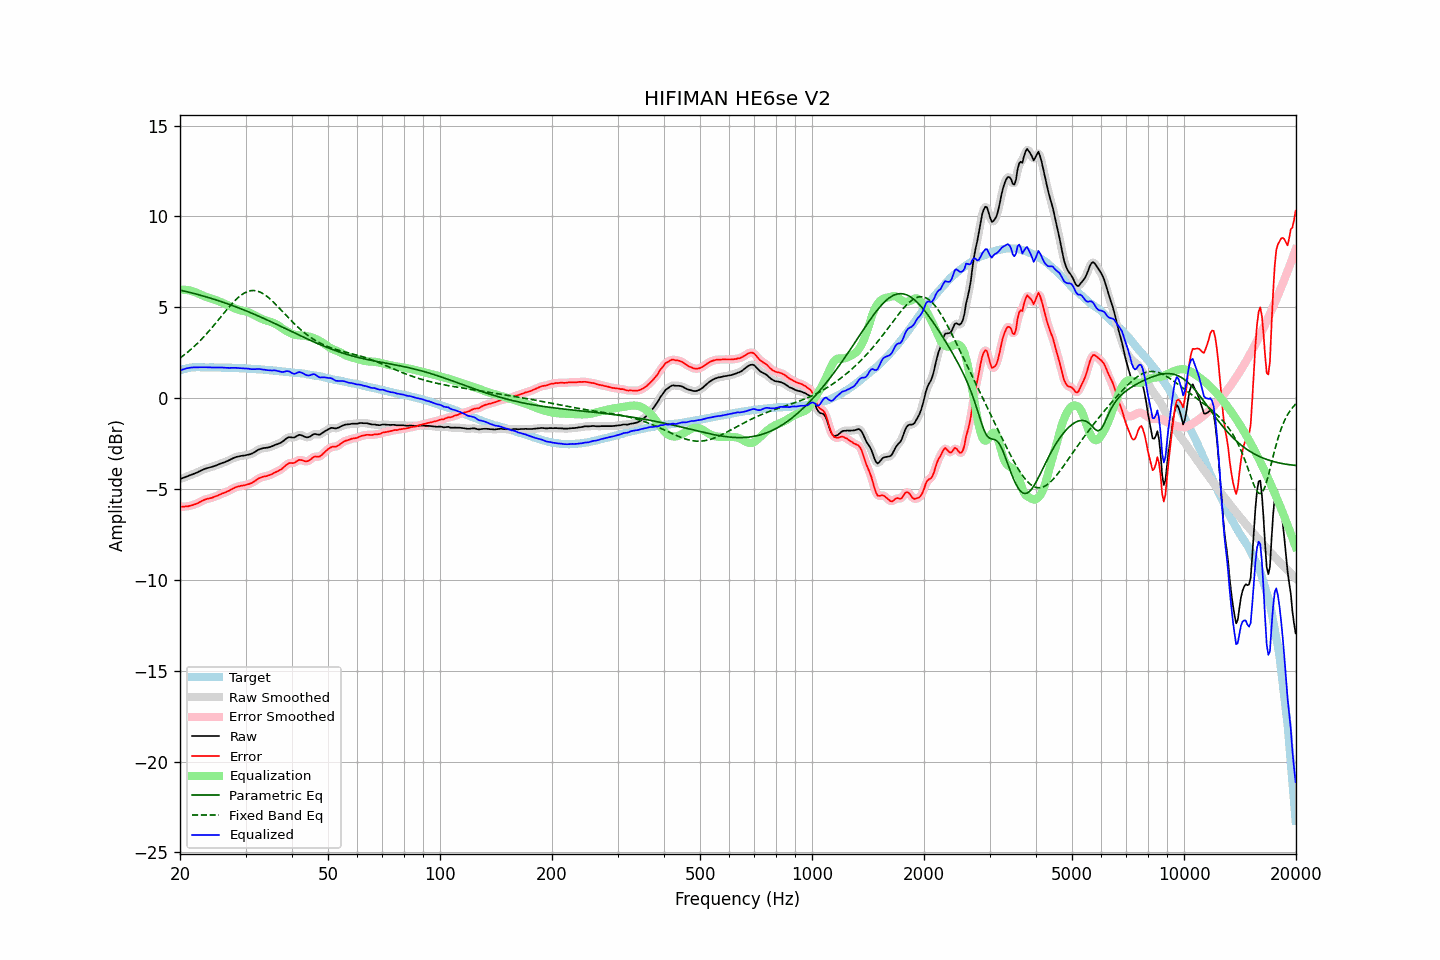 HIFIMAN HE6se V2
15
10
5
0
−5
−10
−15
−20
−25
Amplitude (dBr)
Target
Raw Smoothed
Error Smoothed
Raw
Error
Equalization
Parametric Eq
Fixed Band Eq
Equalized
20 50 100 200 500 1000 2000 5000 10000 20000
Frequency (Hz)